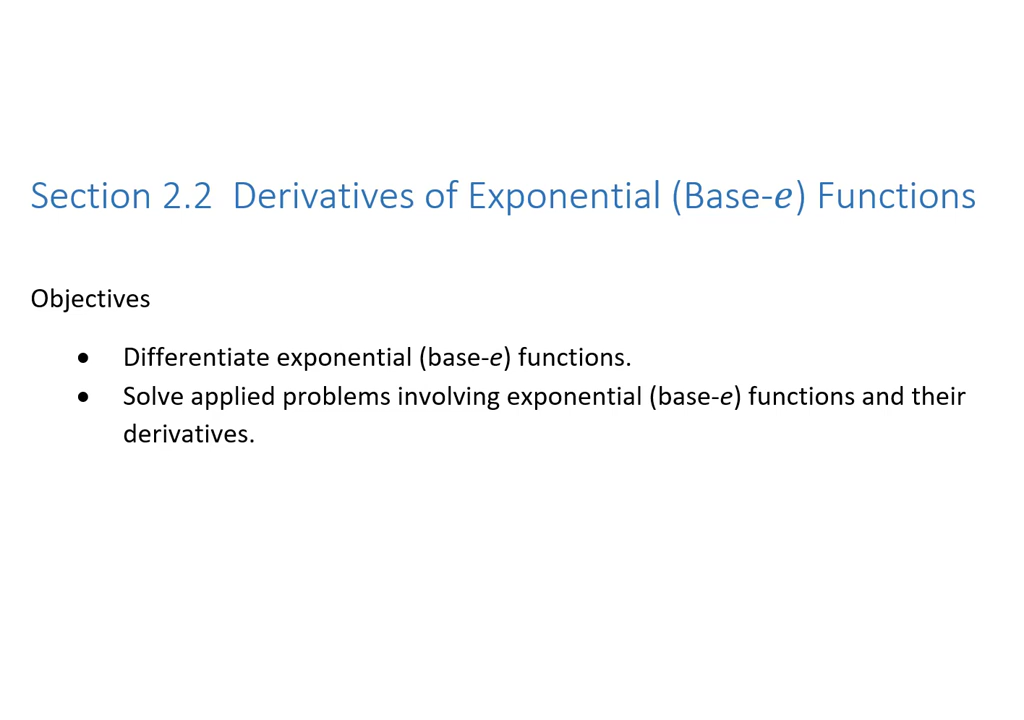 Section 2.2  Derivatives of Exponential (Base-e) Functions
Objectives
• Differentiate exponential (base-e) functions.
• Solve applied problems involving exponential (base-e) functions and their
derivatives.